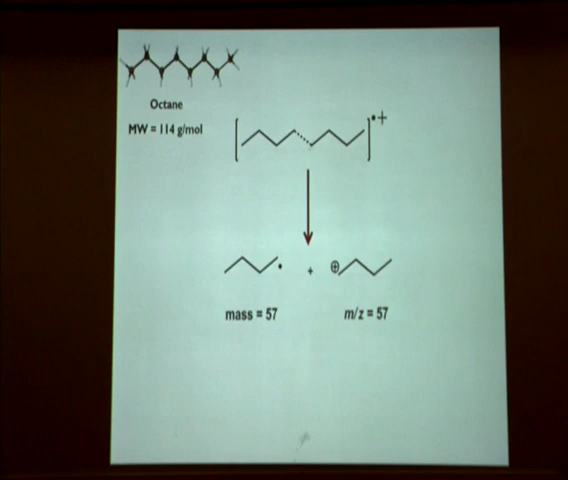 Octane
MW = 114 g/mol
•+
+
⊕
mass = 57
m/z = 57